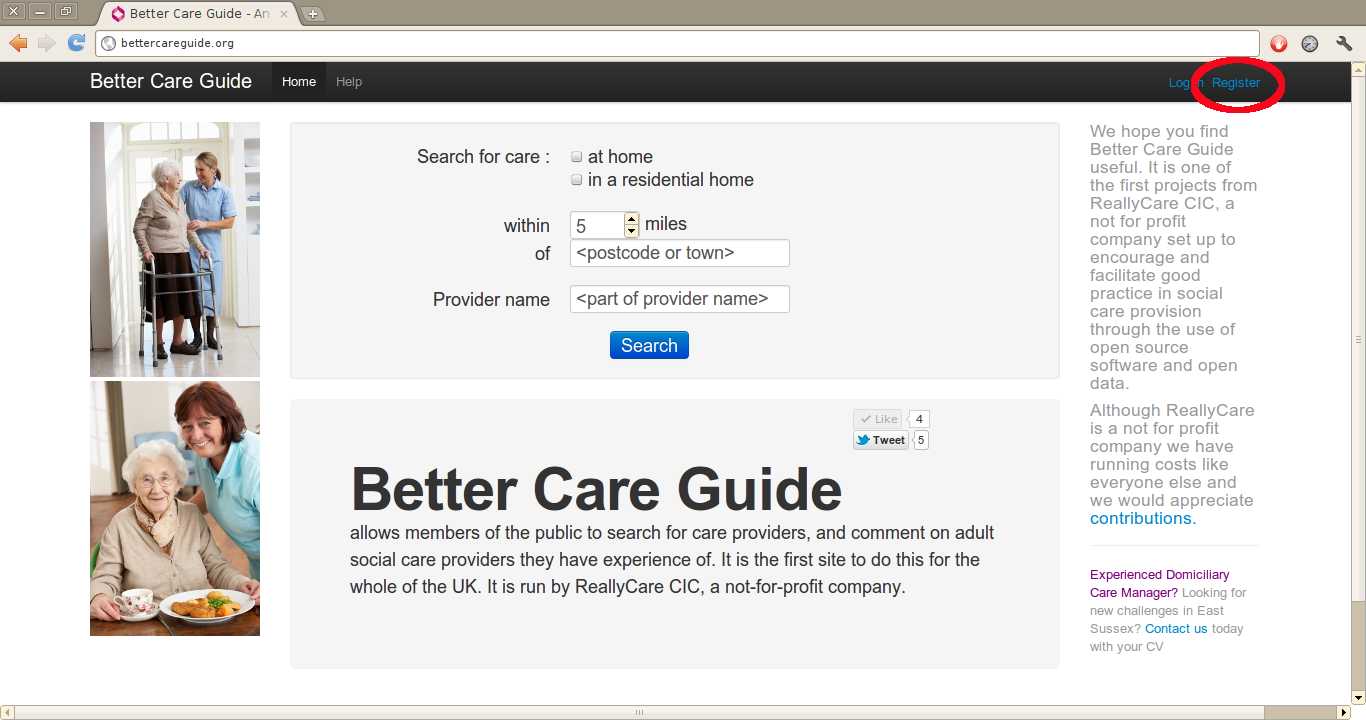 Better Care Guide - An
bettercareguide.org
Better Care Guide
Home
Help
Log in
Register
Search for care :
at home
in a residential home
within
5
miles
of
<postcode or town>
Provider name
<part of provider name>
Search
Like
4
Tweet
5
Better Care Guide
allows members of the public to search for care providers, and comment on adult
social care providers they have experience of. It is the first site to do this for the
whole of the UK. It is run by ReallyCare CIC, a not-for-profit company.
We hope you find
Better Care Guide
useful. It is one of
the first projects from
ReallyCare CIC, a
not for profit
company set up to
encourage and
facilitate good
practice in social
care provision
through the use of
open source
software and open
data.
Although ReallyCare
is a not for profit
company we have
running costs like
everyone else and
we would appreciate
contributions.
Experienced Domiciliary
Care Manager? Looking for
new challenges in East
Sussex? Contact us today
with your CV